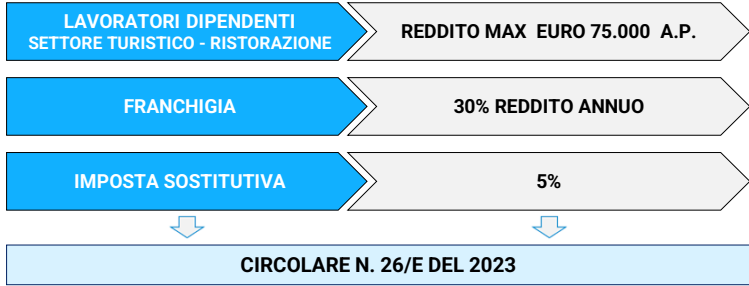 LAVORATORI DIPENDENTI
SETTORE TURISTICO - RISTORAZIONE
REDDITO MAX EURO 75.000 A.P.
FRANCHIGIA
30% REDDITO ANNUO
IMPOSTA SOSTITUTIVA
5%
CIRCOLARE N. 26/E DEL 2023